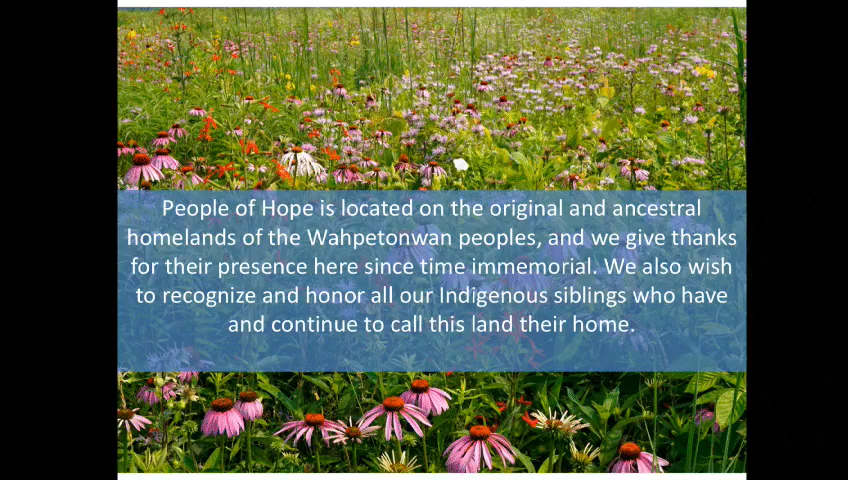 People of Hope is located on the original and ancestral
homelands of the Wahpetonwan peoples, and we give thanks
for their presence here since time immemorial. We also wish
to recognize and honor all our Indigenous siblings who have
and continue to call this land their home.